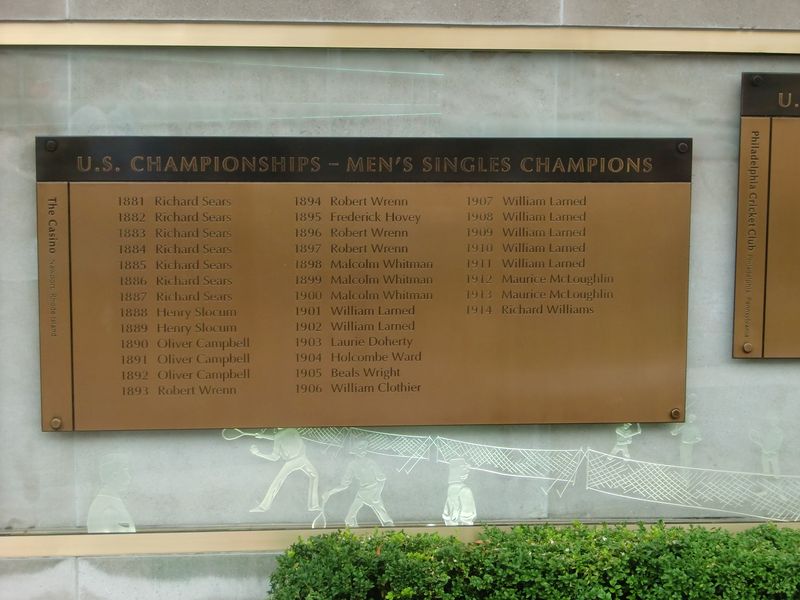 U.S. CHAMPIONSHIPS – MEN'S SINGLES CHAMPIONS
The Casino Newport, Rhode Island
1881 Richard Sears
1882 Richard Sears
1883 Richard Sears
1884 Richard Sears
1885 Richard Sears
1886 Richard Sears
1887 Richard Sears
1888 Henry Slocum
1889 Henry Slocum
1890 Oliver Campbell
1891 Oliver Campbell
1892 Oliver Campbell
1893 Robert Wrenn
1894 Robert Wrenn
1895 Frederick Hovey
1896 Robert Wrenn
1897 Robert Wrenn
1898 Malcolm Whitman
1899 Malcolm Whitman
1900 Malcolm Whitman
1901 William Larned
1902 William Larned
1903 Laurie Doherty
1904 Holcombe Ward
1905 Beals Wright
1906 William Clothier
1907 William Larned
1908 William Larned
1909 William Larned
1910 William Larned
1911 William Larned
1912 Maurice McLoughlin
1913 Maurice McLoughlin
1914 Richard Williams
U.
Philadelphia Cricket Club Philadelphia, Pennsylvania